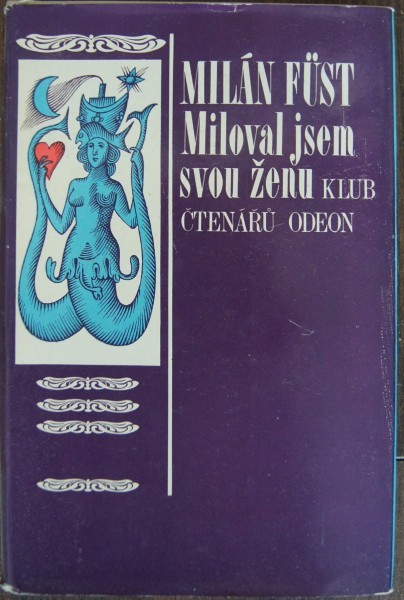 MILÁN FÜST
Miloval jsem
svou ženu KLUB
ČTENÁŘŮ ODEON